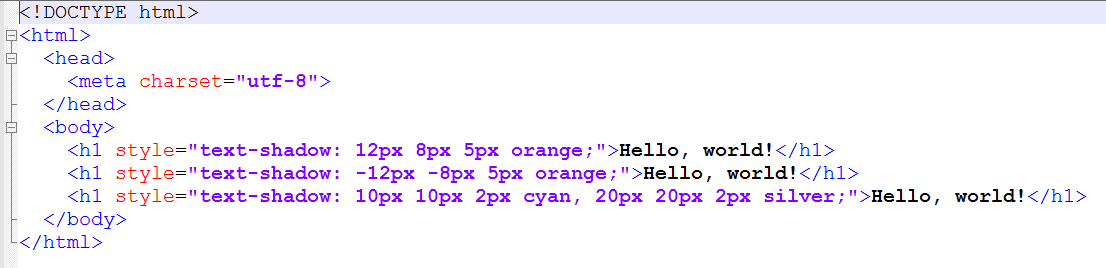 <!DOCTYPE html>
<html>
<head>
<meta charset="utf-8">
</head>
<body>
<h1 style="text-shadow: 12px 8px 5px orange;">Hello, world!</h1>
<h1 style="text-shadow: -12px -8px 5px orange;">Hello, world!</h1>
<h1 style="text-shadow: 10px 10px 2px cyan, 20px 20px 2px silver;">Hello, world!</h1>
</body>
</html>